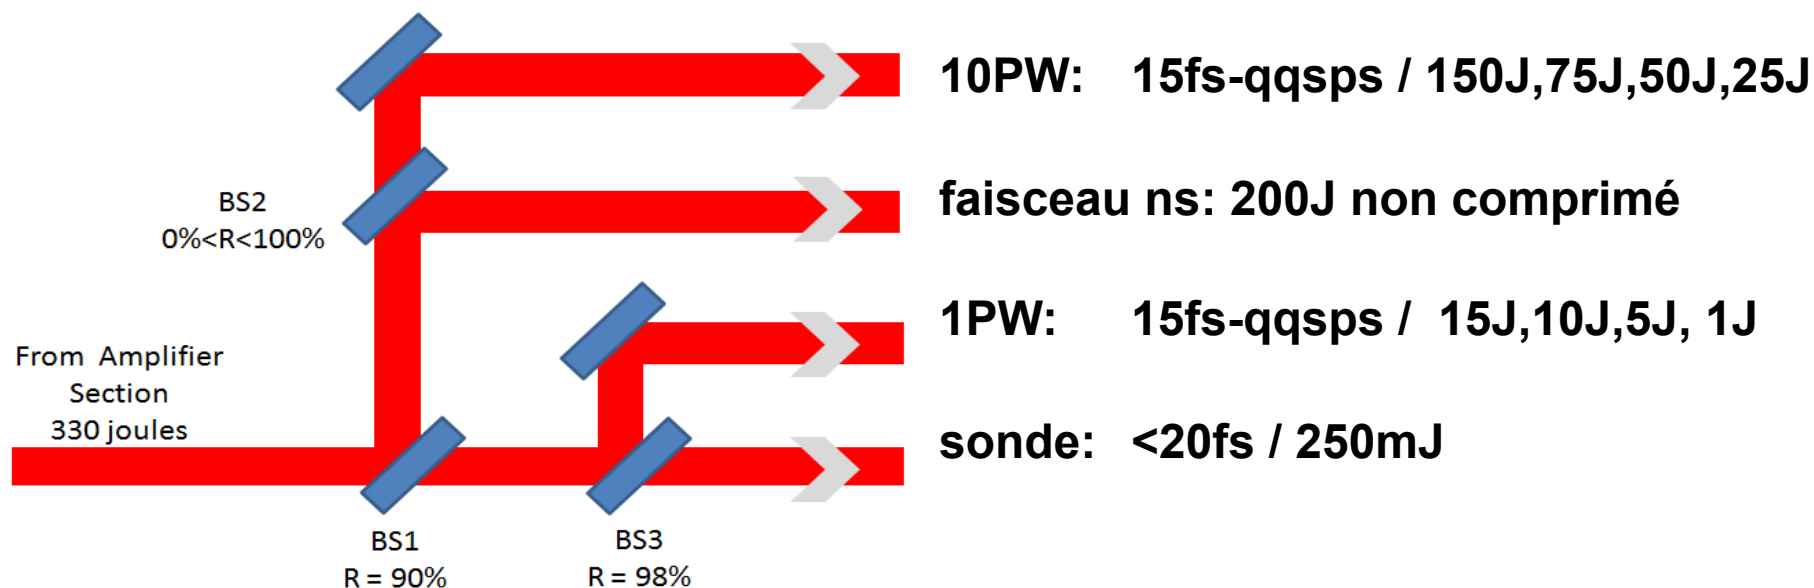 10PW: 15fs-qqsps / 150J,75J,50J,25J
BS2
0%<R<100%
faisceau ns: 200J non comprimé
1PW: 15fs-qqsps / 15J,10J,5J, 1J
From Amplifier
Section
330 joules
sonde: <20fs / 250mJ
BS1
R = 90%
BS3
R = 98%